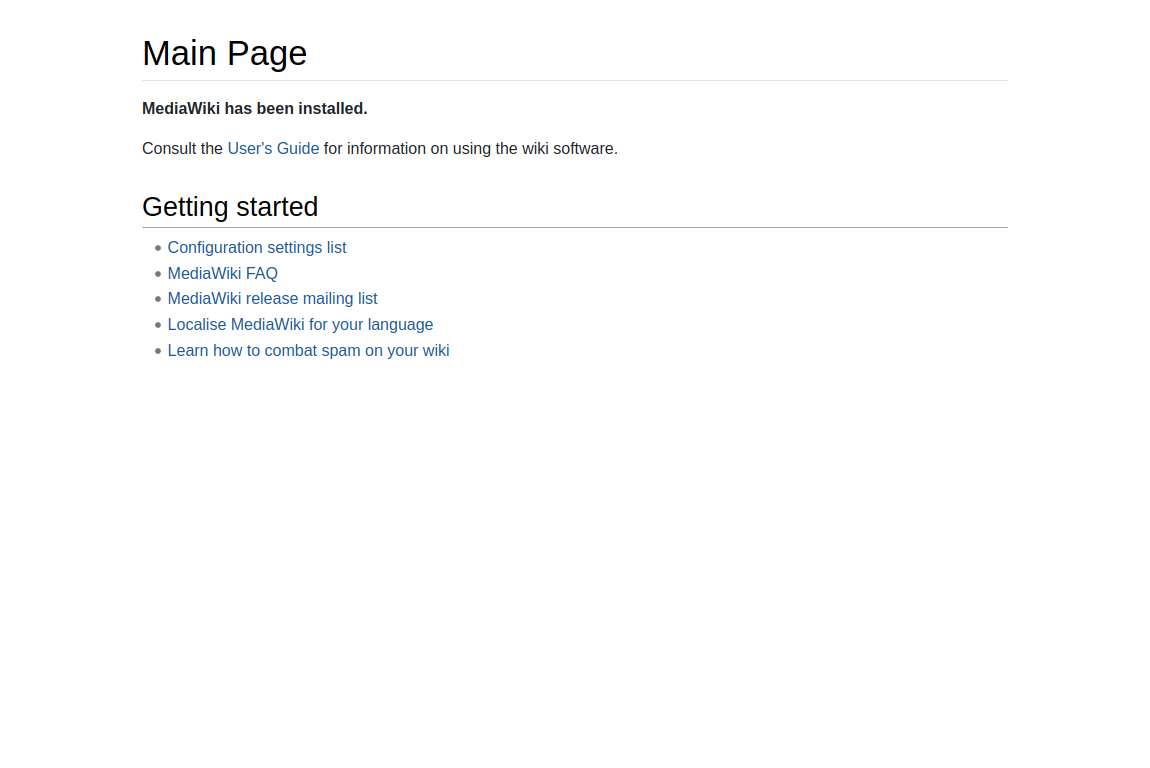 Main Page
MediaWiki has been installed.
Consult the User's Guide for information on using the wiki software.
Getting started
Configuration settings list
MediaWiki FAQ
MediaWiki release mailing list
Localise MediaWiki for your language
Learn how to combat spam on your wiki